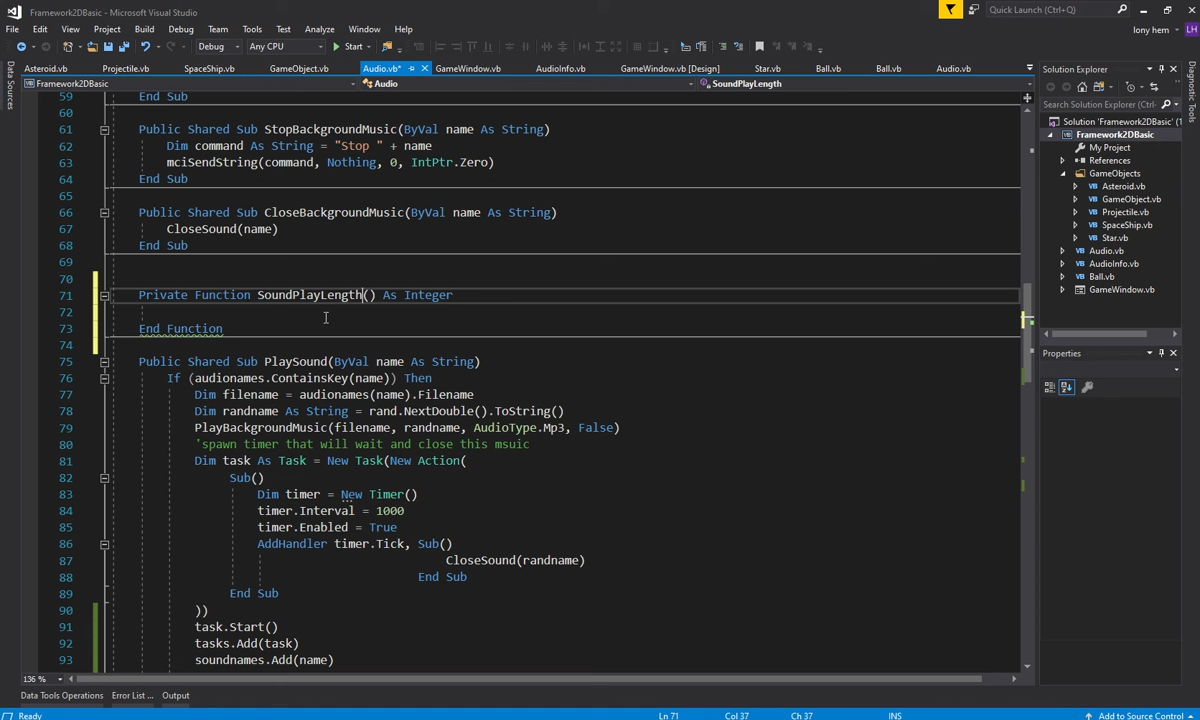 Framework2DBasic - Microsoft Visual Studio
Quick Launch (Ctrl+Q)
File Edit View Project Build Debug Team Tools Test Analyze Window Help
lony hem LH
Debug Any CPU Start
Data Sources
Asteroid.vb Projectile.vb SpaceShip.vb GameObject.vb Audio.vb* GameWindow.vb AudioInfo.vb GameWindow.vb [Design] Star.vb Ball.vb Ball.vb Audio.vb
Framework2DBasic Audio SoundPlayLength
59 End Sub
60
61 Public Shared Sub StopBackgroundMusic(ByVal name As String)
62 Dim command As String = "Stop " + name
63 mciSendString(command, Nothing, 0, IntPtr.Zero)
64 End Sub
65
66 Public Shared Sub CloseBackgroundMusic(ByVal name As String)
67 CloseSound(name)
68 End Sub
69
70
71 Private Function SoundPlayLength() As Integer
72
73 End Function
74
75 Public Shared Sub PlaySound(ByVal name As String)
76 If (audionames.ContainsKey(name)) Then
77 Dim filename = audionames(name).Filename
78 Dim randname As String = rand.NextDouble().ToString()
79 PlayBackgroundMusic(filename, randname, AudioType.Mp3, False)
80 'spawn timer that will wait and close this msuic
81 Dim task As Task = New Task(New Action(
82 Sub()
83 Dim timer = New Timer()
84 timer.Interval = 1000
85 timer.Enabled = True
86 AddHandler timer.Tick, Sub()
87 CloseSound(randname)
88 End Sub
89 End Sub
90 ))
91 task.Start()
92 tasks.Add(task)
93 soundnames.Add(name)
136 %
Data Tools Operations Error List ... Output
Ready Ln 71 Col 37 Ch 37 INS Add to Source Control
Solution Explorer
Search Solution Explorer (Ctrl+
Solution 'Framework2DBasic' (1
Framework2DBasic
My Project
References
GameObjects
Asteroid.vb
GameObject.vb
Projectile.vb
SpaceShip.vb
Star.vb
Audio.vb
AudioInfo.vb
Ball.vb
GameWindow.vb
Properties
Diagnostic Tools